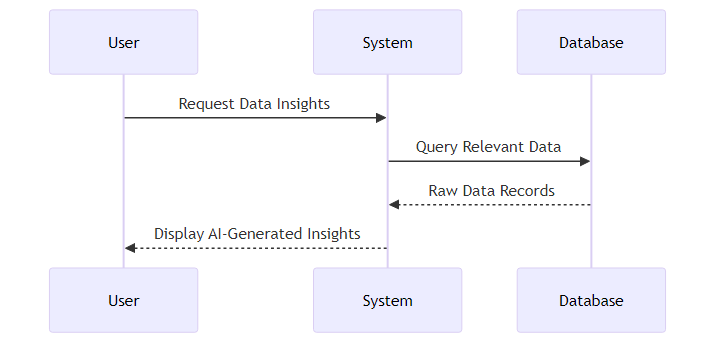 User
System
Database
Request Data Insights
Query Relevant Data
Raw Data Records
Display AI-Generated Insights
User
System
Database